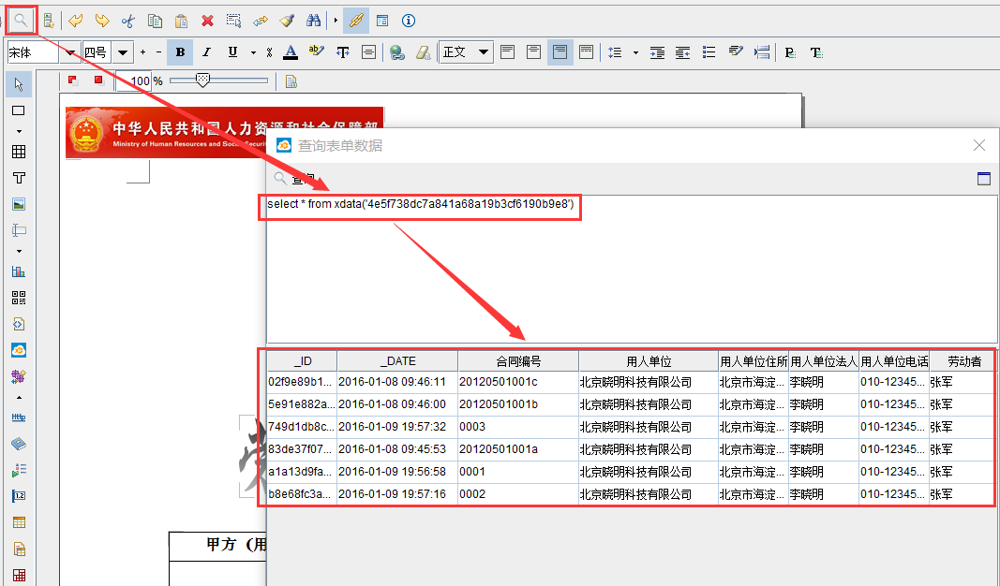 宋体 四号 + - B I U A ab T 正文
100 %
中华人民共和国人力资源和社会保障部
Ministry of Human Resources and Social Securit
查询表单数据
查询
select * from xdata('4e5f738dc7a841a68a19b3cf6190b9e8')
_ID _DATE 合同编号 用人单位 用人单位住所 用人单位法人 用人单位电话 劳动者
02f9e89b1... 2016-01-08 09:46:11 20120501001c 北京晓明科技有限公司 北京市海淀... 李晓明 010-12345... 张军
5e91e882a... 2016-01-08 09:46:00 20120501001b 北京晓明科技有限公司 北京市海淀... 李晓明 010-12345... 张军
749d1db8c... 2016-01-09 19:57:32 0003 北京晓明科技有限公司 北京市海淀... 李晓明 010-12345... 张军
83de37f07... 2016-01-08 09:45:53 20120501001a 北京晓明科技有限公司 北京市海淀... 李晓明 010-12345... 张军
a1a13d9fa... 2016-01-09 19:56:58 0001 北京晓明科技有限公司 北京市海淀... 李晓明 010-12345... 张军
b8e68fc3a... 2016-01-09 19:57:16 0002 北京晓明科技有限公司 北京市海淀... 李晓明 010-12345... 张军
甲方（用